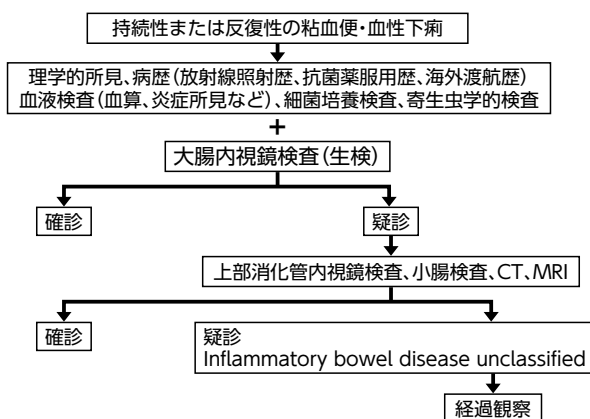 持続性または反復性の粘血便・血性下痢
理学的所見、病歴（放射線照射歴、抗菌薬服用歴、海外渡航歴）
血液検査（血算、炎症所見など）、細菌培養検査、寄生虫学的検査
+
大腸内視鏡検査（生検）
確診
疑診
上部消化管内視鏡検査、小腸検査、CT、MRI
確診
疑診
Inflammatory bowel disease unclassified
経過観察